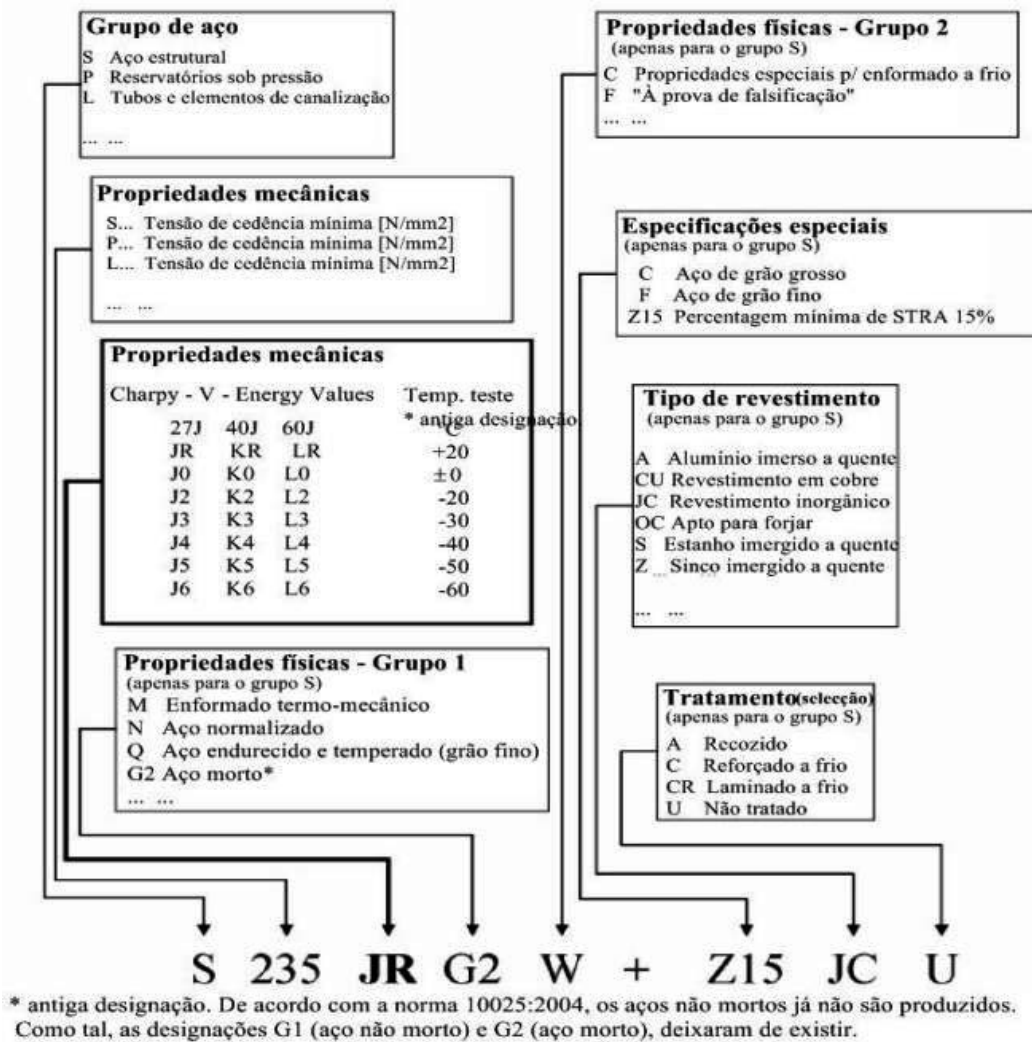 Grupo de aço
S Aço estrutural
P Reservatórios sob pressão
L Tubos e elementos de canalização
... ...
Propriedades mecânicas
S... Tensão de cedência mínima [N/mm2]
P... Tensão de cedência mínima [N/mm2]
L... Tensão de cedência mínima [N/mm2]
... ...
Propriedades mecânicas
Charpy - V - Energy Values Temp. teste
* antiga designação
27J 40J 60J °C
JR KR LR +20
J0 K0 L0 ±0
J2 K2 L2 -20
J3 K3 L3 -30
J4 K4 L4 -40
J5 K5 L5 -50
J6 K6 L6 -60
Propriedades físicas - Grupo 1
(apenas para o grupo S)
M Enformado termo-mecânico
N Aço normalizado
Q Aço endurecido e temperado (grão fino)
G2 Aço morto*
... ...
Propriedades físicas - Grupo 2
(apenas para o grupo S)
C Propriedades especiais p/ enformado a frio
F "À prova de falsificação"
... ...
Especificações especiais
(apenas para o grupo S)
C Aço de grão grosso
F Aço de grão fino
Z15 Percentagem mínima de STRA 15%
Tipo de revestimento
(apenas para o grupo S)
A Alumínio imerso a quente
CU Revestimento em cobre
JC Revestimento inorgânico
OC Apto para forjar
S Estanho imergido a quente
Z Sinco imergido a quente
... ...
... ...
Tratamento(selecção)
(apenas para o grupo S)
A Recozido
C Reforçado a frio
CR Laminado a frio
U Não tratado
S 235 JR G2 W + Z15 JC U
* antiga designação. De acordo com a norma 10025:2004, os aços não mortos já não são produzidos.
Como tal, as designações G1 (aço não morto) e G2 (aço morto), deixaram de existir.